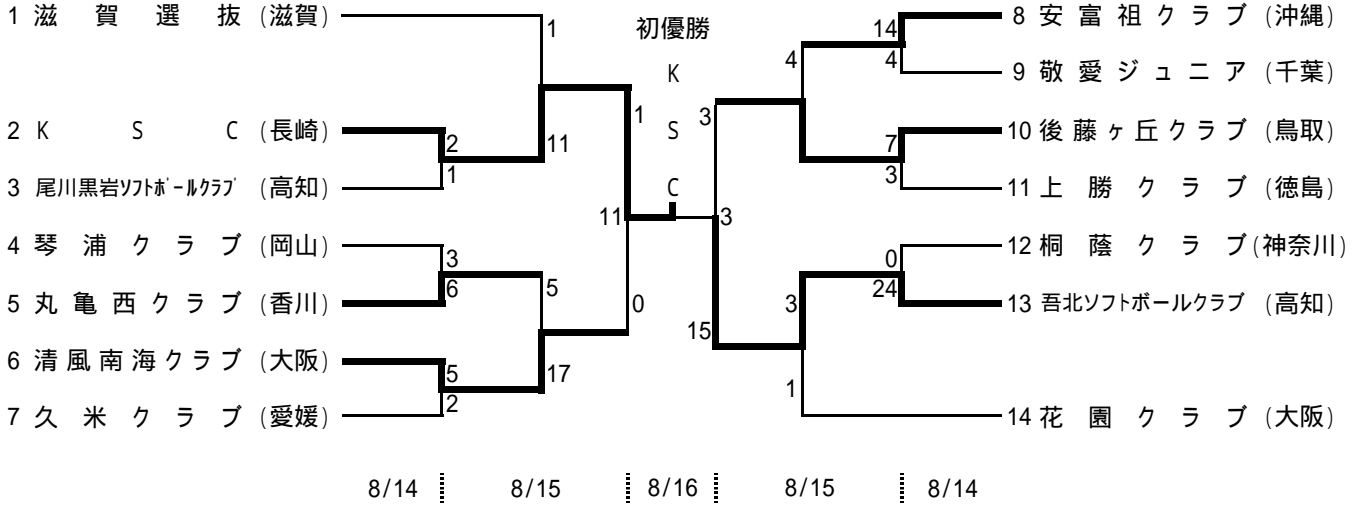 1 滋賀選抜 (滋賀)
1
2 KSC (長崎)
2
11
3 尾川黒岩ソフトボールクラブ (高知)
1
1
11
4 琴浦クラブ (岡山)
3
5 丸亀西クラブ (香川)
6
5
0
6 清風南海クラブ (大阪)
5
17
7 久米クラブ (愛媛)
2
初優勝
K
S
C
14
8 安富祖クラブ (沖縄)
4
4
9 敬愛ジュニア (千葉)
3
7
10 後藤ヶ丘クラブ (鳥取)
3
11 上勝クラブ (徳島)
3
0
12 桐蔭クラブ (神奈川)
3
24
13 吾北ソフトボールクラブ (高知)
15
1
14 花園クラブ (大阪)
8/14 8/15 8/16 8/15 8/14